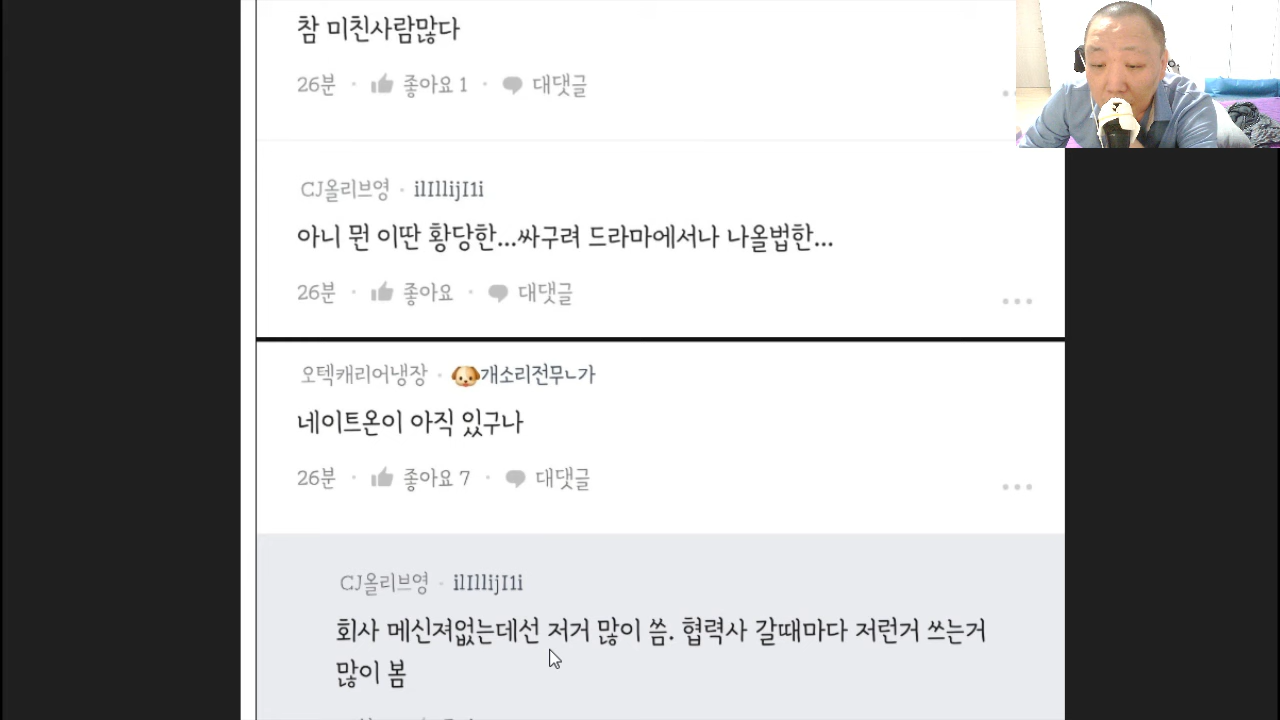 참 미친사람많다
26분 · 좋아요 1 · 대댓글
CJ올리브영 · ilIllijI1i
아니 뭔 이딴 황당한...싸구려 드라마에서나 나올법한...
26분 · 좋아요 · 대댓글
오텍캐리어냉장 · 🐶개소리전무ㄴ가
네이트온이 아직 있구나
26분 · 좋아요 7 · 대댓글
CJ올리브영 · ilIllijI1i
회사 메신져없는데선 저거 많이 씀. 협력사 갈때마다 저런거 쓰는거
많이 봄